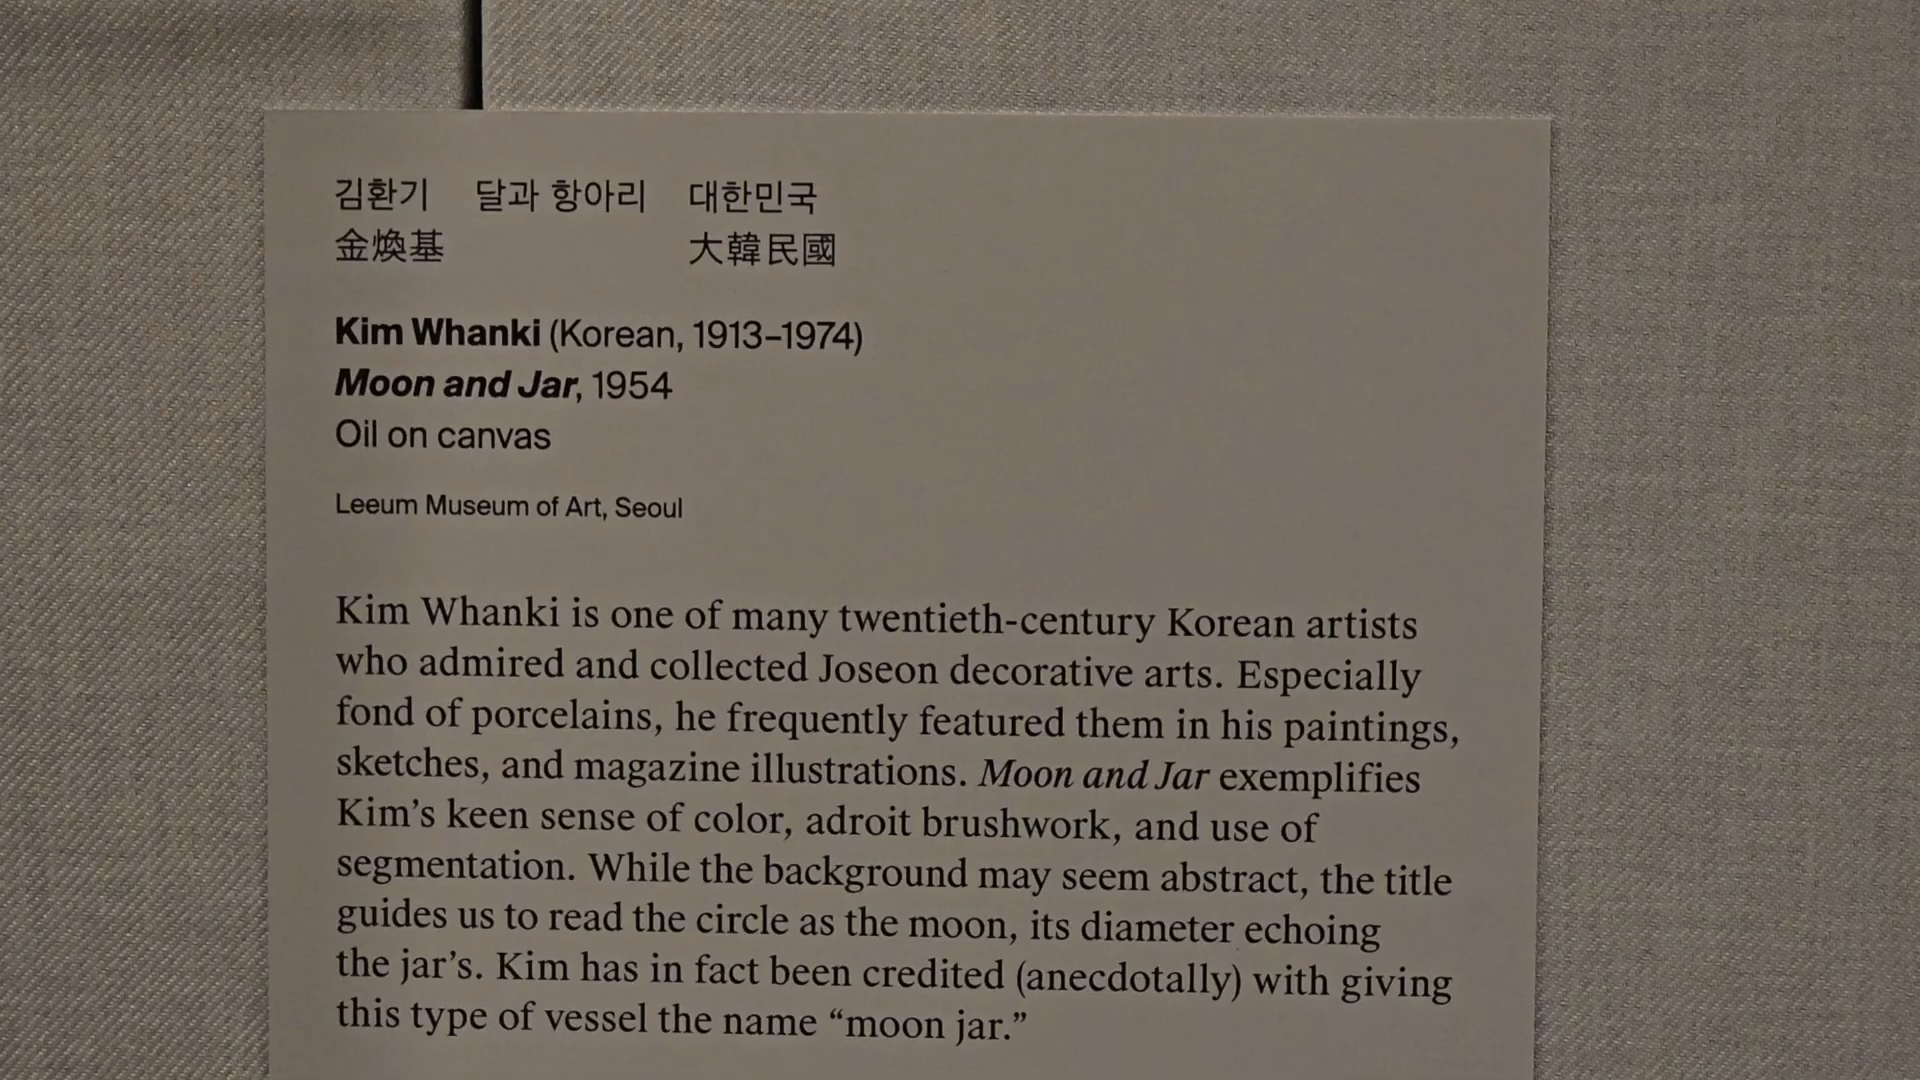 김환기 달과 항아리 대한민국
金煥基 大韓民國
Kim Whanki (Korean, 1913–1974)
Moon and Jar, 1954
Oil on canvas
Leeum Museum of Art, Seoul
Kim Whanki is one of many twentieth-century Korean artists
who admired and collected Joseon decorative arts. Especially
fond of porcelains, he frequently featured them in his paintings,
sketches, and magazine illustrations. Moon and Jar exemplifies
Kim’s keen sense of color, adroit brushwork, and use of
segmentation. While the background may seem abstract, the title
guides us to read the circle as the moon, its diameter echoing
the jar’s. Kim has in fact been credited (anecdotally) with giving
this type of vessel the name “moon jar.”